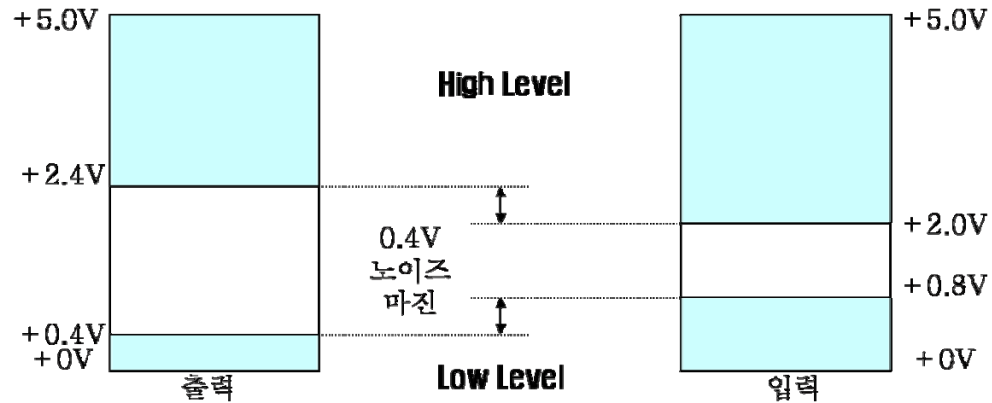 +5.0V
+5.0V
High Level
+2.4V
+2.0V
0.4V
노이즈
마진
+0.8V
+0.4V
+0V
+0V
Low Level
출력
입력